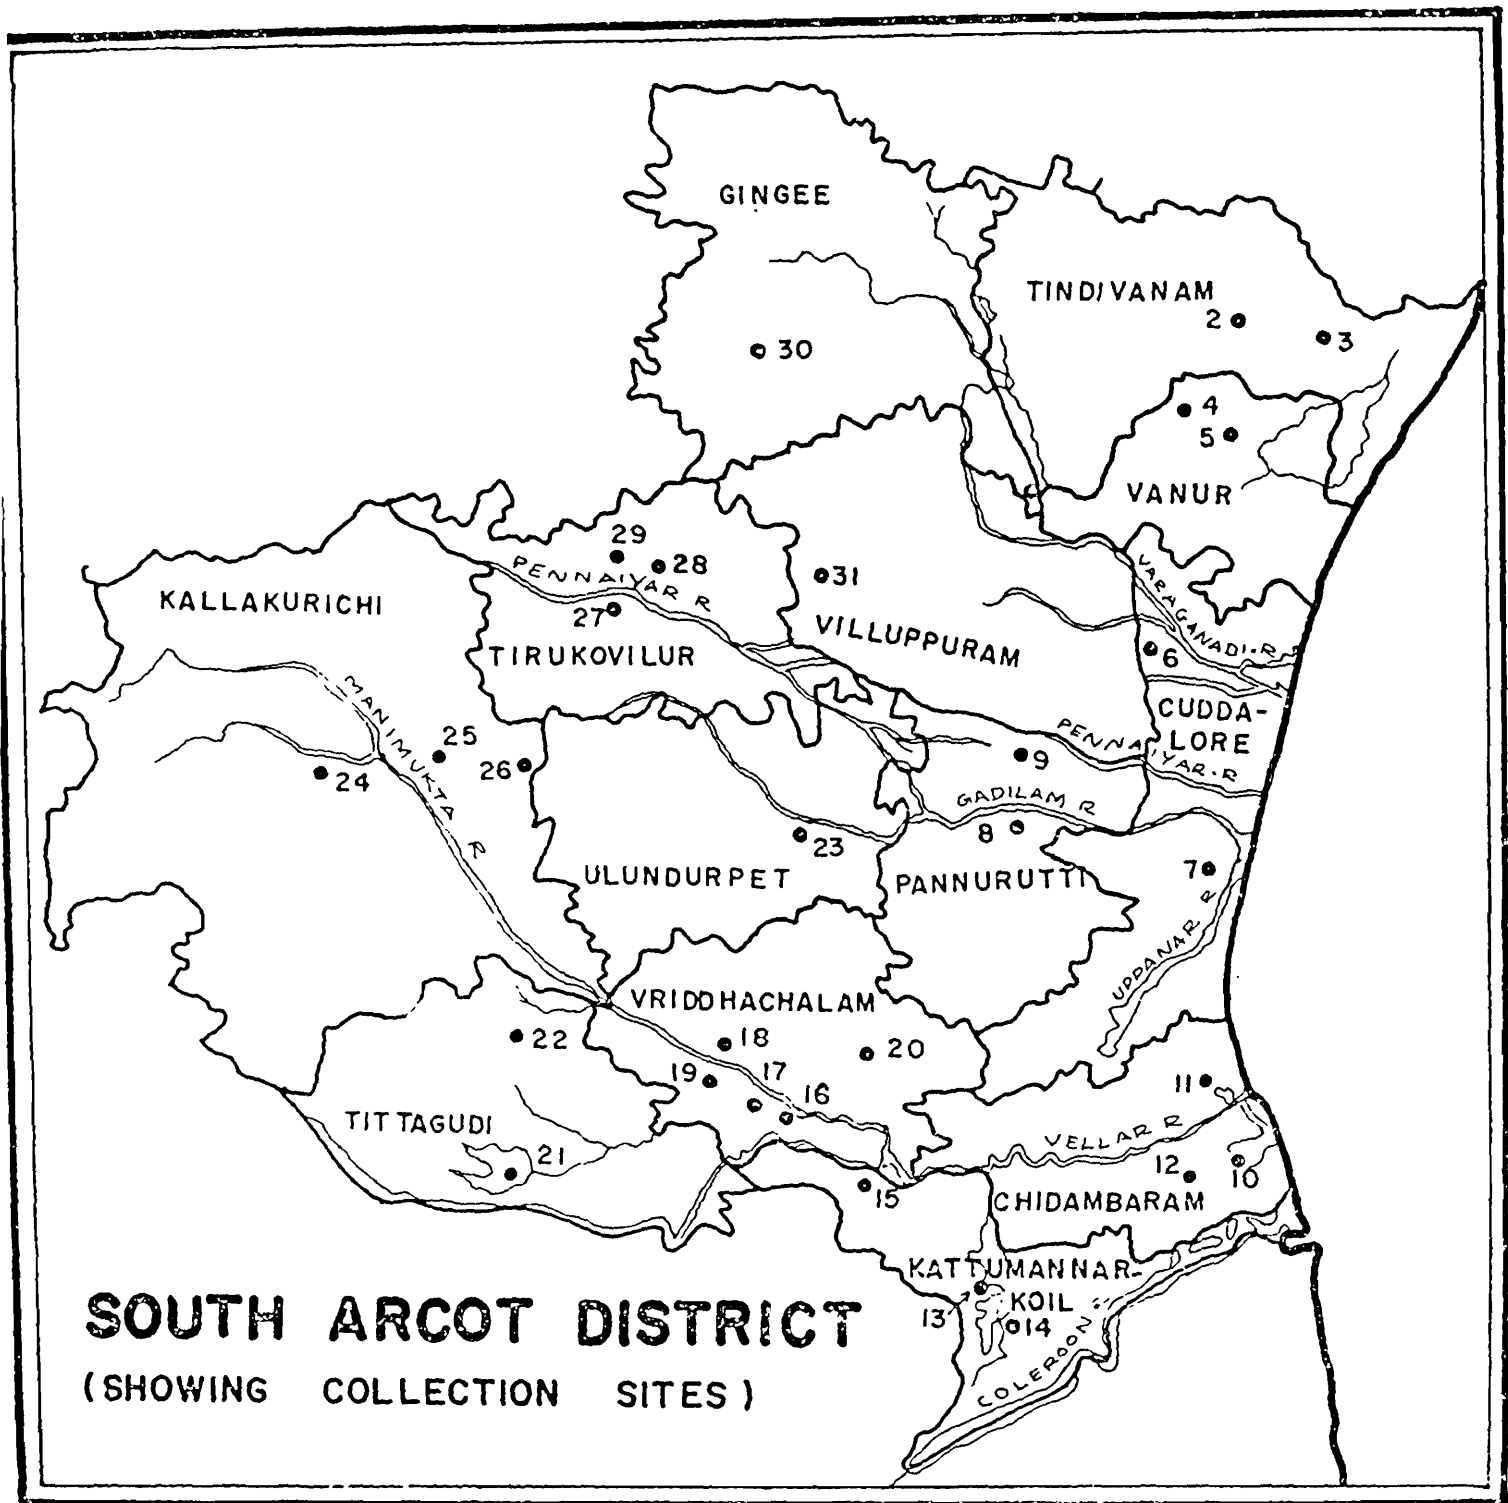 GINGEE
TINDIVANAM
2
3
30
4
5
VANUR
29
28
PENNAIYAR R
31
VARAGANADI.R
KALLAKURICHI
27
VILLUPPURAM
6
TIRUKOVILUR
MANIMUKTA R
CUDDA-
LORE
25
26
24
9
PENNAIYAR.R
GADILAM R
8
23
ULUNDURPET
PANNURUTTI
7
UPPANAR R
VRIDDHACHALAM
22
18
20
19
17
16
11
TITTAGUDI
VELLAR R
21
12
10
15
CHIDAMBARAM
KATTUMANNAR-
KOIL
13
14
COLEROON
SOUTH ARCOT DISTRICT
(SHOWING COLLECTION SITES)